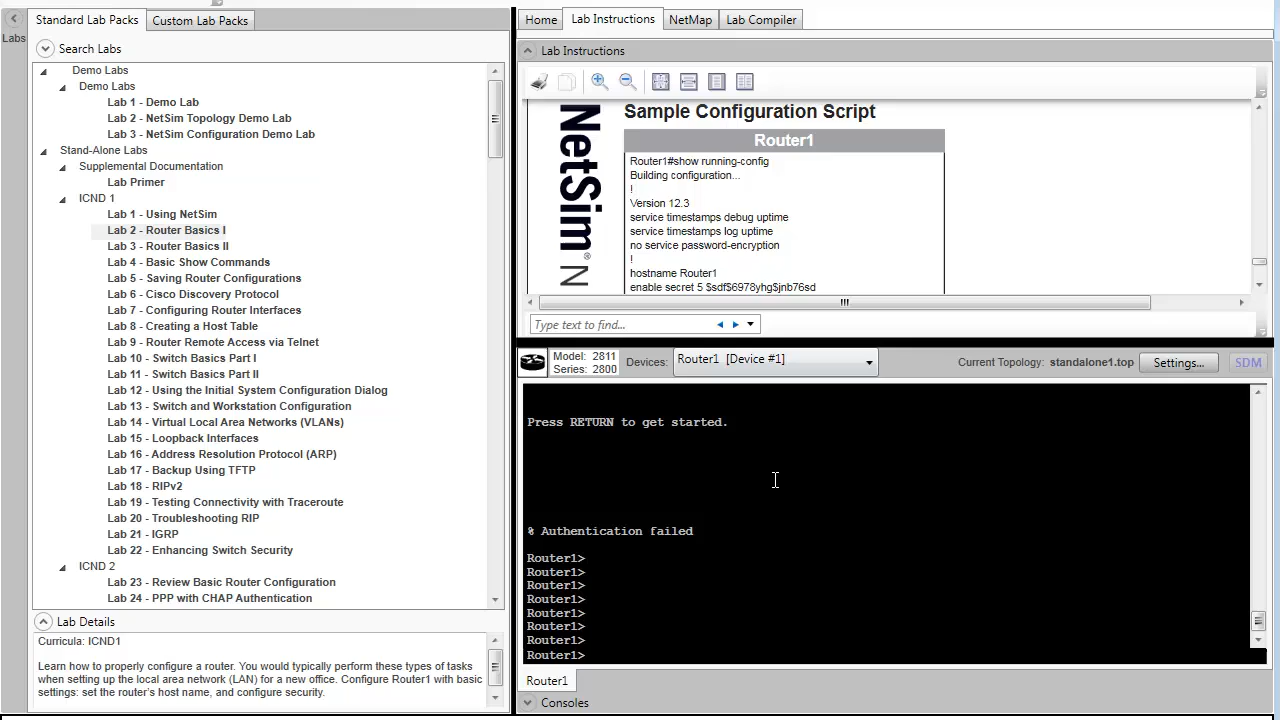 Standard Lab Packs
Custom Lab Packs
Labs
Search Labs
Demo Labs
Demo Labs
Lab 1 - Demo Lab
Lab 2 - NetSim Topology Demo Lab
Lab 3 - NetSim Configuration Demo Lab
Stand-Alone Labs
Supplemental Documentation
Lab Primer
ICND 1
Lab 1 - Using NetSim
Lab 2 - Router Basics I
Lab 3 - Router Basics II
Lab 4 - Basic Show Commands
Lab 5 - Saving Router Configurations
Lab 6 - Cisco Discovery Protocol
Lab 7 - Configuring Router Interfaces
Lab 8 - Creating a Host Table
Lab 9 - Router Remote Access via Telnet
Lab 10 - Switch Basics Part I
Lab 11 - Switch Basics Part II
Lab 12 - Using the Initial System Configuration Dialog
Lab 13 - Switch and Workstation Configuration
Lab 14 - Virtual Local Area Networks (VLANs)
Lab 15 - Loopback Interfaces
Lab 16 - Address Resolution Protocol (ARP)
Lab 17 - Backup Using TFTP
Lab 18 - RIPv2
Lab 19 - Testing Connectivity with Traceroute
Lab 20 - Troubleshooting RIP
Lab 21 - IGRP
Lab 22 - Enhancing Switch Security
ICND 2
Lab 23 - Review Basic Router Configuration
Lab 24 - PPP with CHAP Authentication
Lab Details
Curricula: ICND1
Learn how to properly configure a router. You would typically perform these types of tasks
when setting up the local area network (LAN) for a new office. Configure Router1 with basic
settings: set the router's host name, and configure security.
Home
Lab Instructions
NetMap
Lab Compiler
Lab Instructions
NetSim® N
Sample Configuration Script
Router1
Router1#show running-config
Building configuration...
!
Version 12.3
service timestamps debug uptime
service timestamps log uptime
no service password-encryption
!
hostname Router1
enable secret 5 $sdf$6978yhg$jnb76sd
Type text to find...
Model: 2811
Series: 2800
Devices:
Router1 [Device #1]
Current Topology: standalone1.top
Settings...
SDM
Press RETURN to get started.
% Authentication failed
Router1>
Router1>
Router1>
Router1>
Router1>
Router1>
Router1>
Router1>
Router1
Consoles